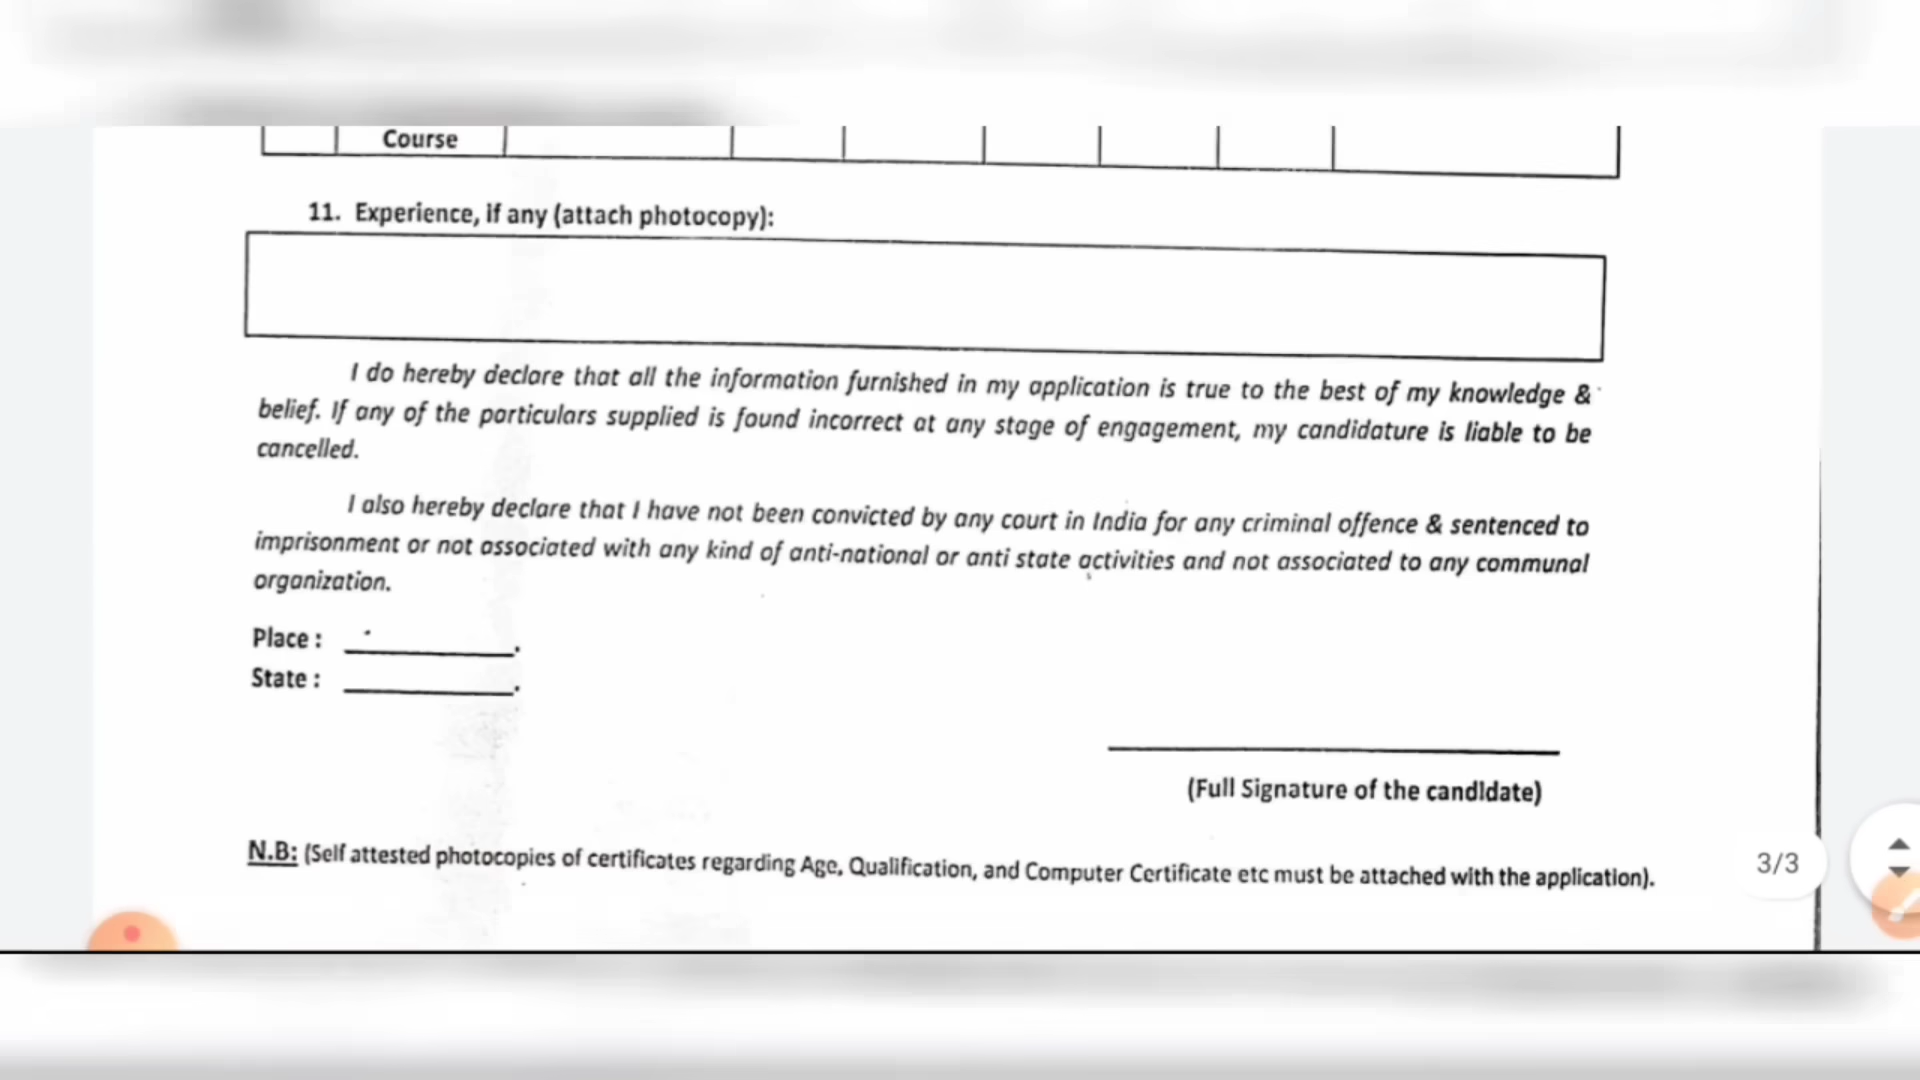 Course
11. Experience, if any (attach photocopy):
I do hereby declare that all the information furnished in my application is true to the best of my knowledge &
belief. If any of the particulars supplied is found incorrect at any stage of engagement, my candidature is liable to be
cancelled.
I also hereby declare that I have not been convicted by any court in India for any criminal offence & sentenced to
imprisonment or not associated with any kind of anti-national or anti state activities and not associated to any communal
organization.
Place : __________.
State : __________.
(Full Signature of the candidate)
N.B: (Self attested photocopies of certificates regarding Age, Qualification, and Computer Certificate etc must be attached with the application).
3/3